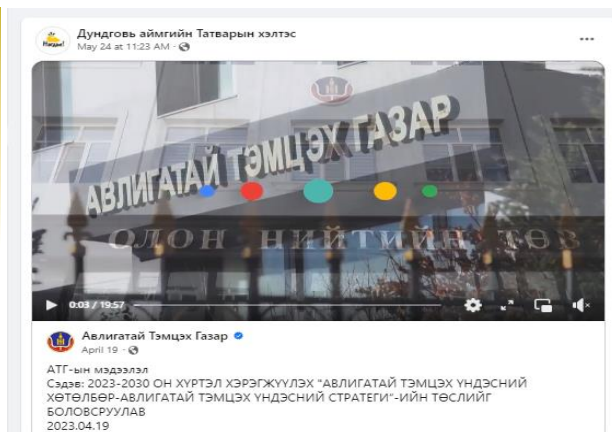 Дундговь аймгийн Татварын хэлтэс
May 24 at 11:23 AM ·
АВЛИГАТАЙ ТЭМЦЭХ ГАЗАР
ОЛОН НИЙТИЙН ТӨВ
0:03 / 19:57
Авлигатай Тэмцэх Газар
April 19 ·
АТГ-ын мэдээлэл
Сэдэв: 2023-2030 ОН ХҮРТЭЛ ХЭРЭГЖҮҮЛЭХ "АВЛИГАТАЙ ТЭМЦЭХ ҮНДЭСНИЙ
ХӨТӨЛБӨР-АВЛИГАТАЙ ТЭМЦЭХ ҮНДЭСНИЙ СТРАТЕГИ"-ИЙН ТӨСЛИЙГ
БОЛОВСРУУЛАВ
2023.04.19